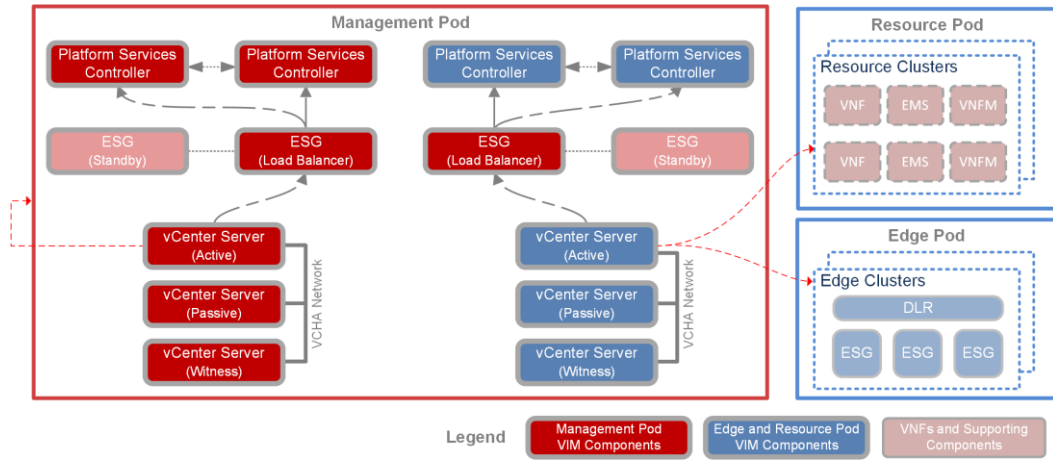 Management Pod
Platform Services
Controller
Platform Services
Controller
Platform Services
Controller
Platform Services
Controller
ESG
(Standby)
ESG
(Load Balancer)
ESG
(Load Balancer)
ESG
(Standby)
vCenter Server
(Active)
vCenter Server
(Passive)
vCenter Server
(Witness)
VCHA Network
vCenter Server
(Active)
vCenter Server
(Passive)
vCenter Server
(Witness)
VCHA Network
Resource Pod
Resource Clusters
VNF EMS VNFM
VNF EMS VNFM
Edge Pod
Edge Clusters
DLR
ESG ESG ESG
Legend
Management Pod
VIM Components
Edge and Resource Pod
VIM Components
VNFs and Supporting
Components